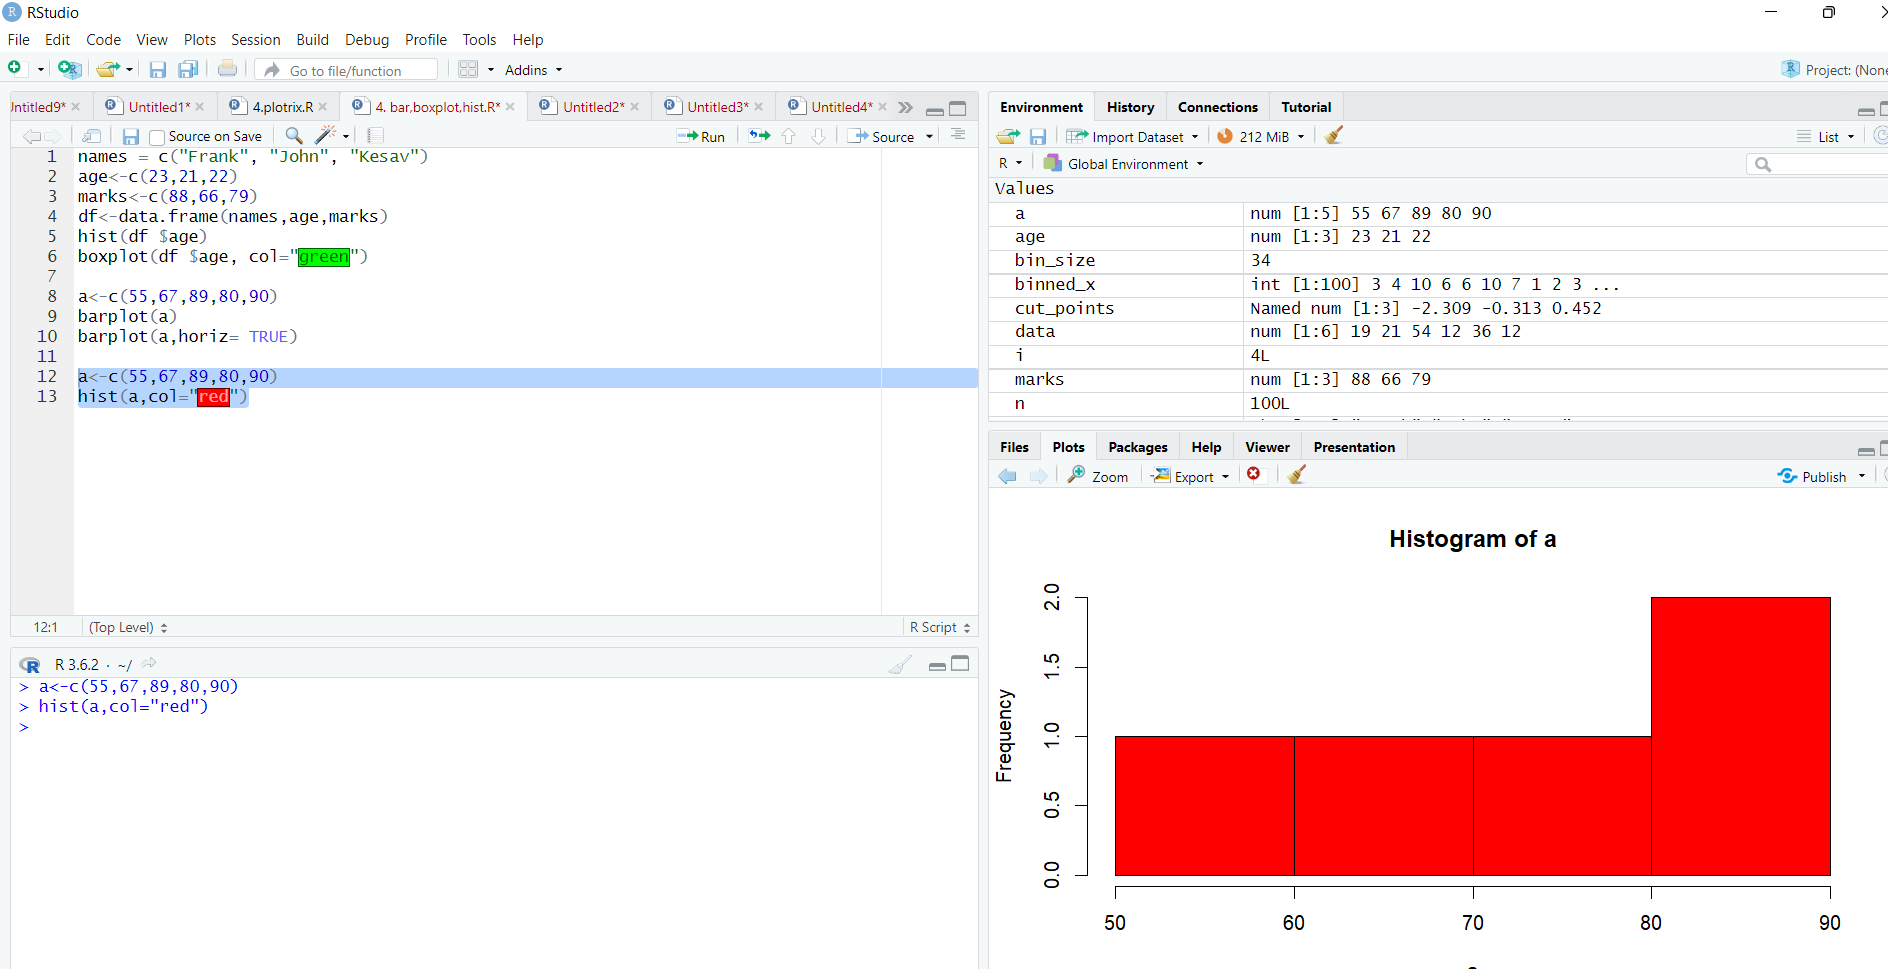 RStudio
File Edit Code View Plots Session Build Debug Profile Tools Help
Go to file/function Addins Project: (None
ntitled9* Untitled1* 4.plotrix.R 4. bar,boxplot,hist.R* Untitled2* Untitled3* Untitled4*
Source on Save Run Source
1 names = c("Frank", "John", "Kesav")
2 age<-c(23,21,22)
3 marks<-c(88,66,79)
4 df<-data.frame(names,age,marks)
5 hist(df $age)
6 boxplot(df $age, col="green")
7
8 a<-c(55,67,89,80,90)
9 barplot(a)
10 barplot(a,horiz= TRUE)
11
12 a<-c(55,67,89,80,90)
13 hist(a,col="red")
12:1 (Top Level) R Script
R 3.6.2 · ~/
> a<-c(55,67,89,80,90)
> hist(a,col="red")
>
Environment History Connections Tutorial
Import Dataset 212 MiB List
R Global Environment
Values
a num [1:5] 55 67 89 80 90
age num [1:3] 23 21 22
bin_size 34
binned_x int [1:100] 3 4 10 6 6 10 7 1 2 3 ...
cut_points Named num [1:3] -2.309 -0.313 0.452
data num [1:6] 19 21 54 12 36 12
i 4L
marks num [1:3] 88 66 79
n 100L
Files Plots Packages Help Viewer Presentation
Zoom Export Publish
Histogram of a
Frequency
2.0
1.5
1.0
0.5
0.0
50 60 70 80 90